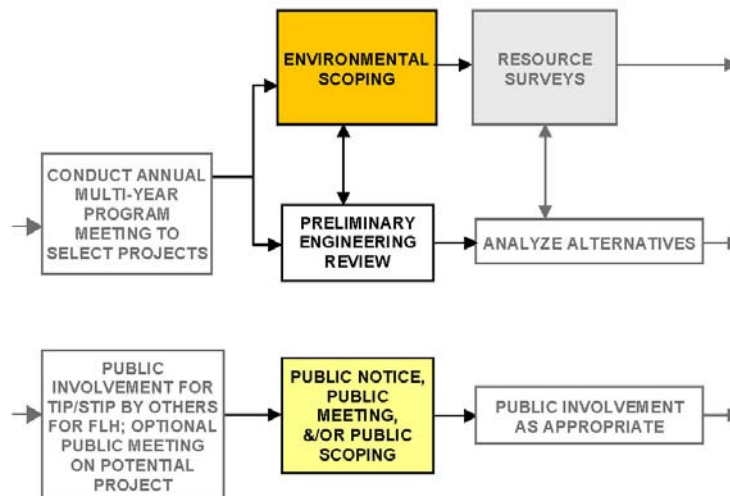 ENVIRONMENTAL
SCOPING
RESOURCE
SURVEYS
CONDUCT ANNUAL
MULTI-YEAR
PROGRAM
MEETING TO
SELECT PROJECTS
PRELIMINARY
ENGINEERING
REVIEW
ANALYZE ALTERNATIVES
PUBLIC
INVOLVEMENT FOR
TIP/STIP BY OTHERS
FOR FLH; OPTIONAL
PUBLIC MEETING
ON POTENTIAL
PROJECT
PUBLIC NOTICE,
PUBLIC
MEETING,
&/OR PUBLIC
SCOPING
PUBLIC INVOLVEMENT
AS APPROPRIATE